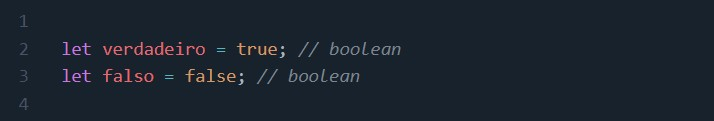 1
2 let verdadeiro = true; // boolean
3 let falso = false; // boolean
4